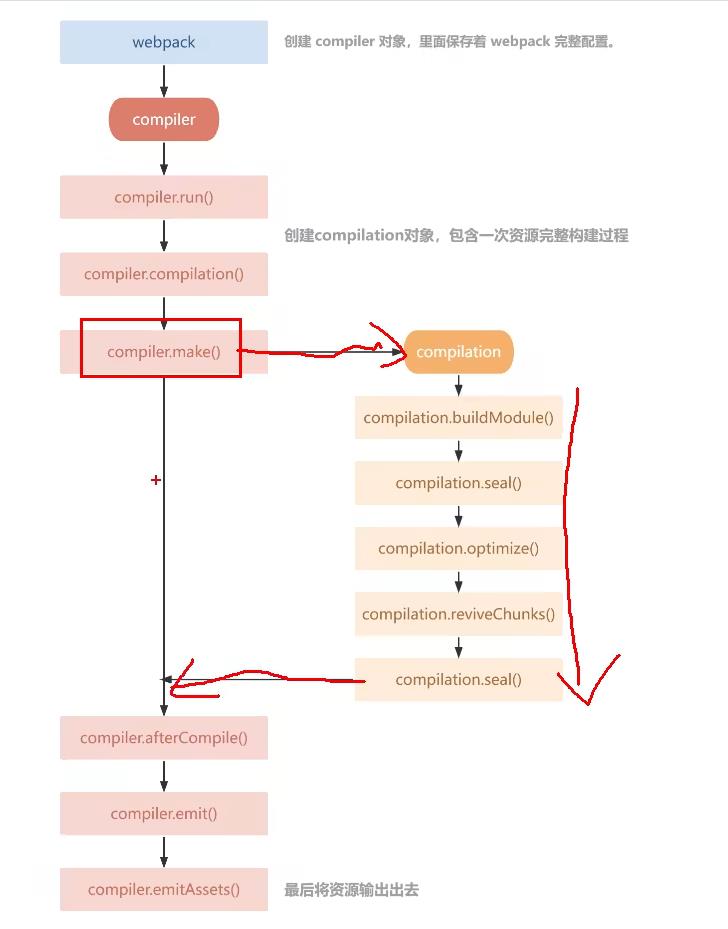 webpack
创建 compiler 对象，里面保存着 webpack 完整配置。
compiler
compiler.run()
创建compilation对象，包含一次资源完整构建过程
compiler.compilation()
compiler.make()
compilation
compilation.buildModule()
compilation.seal()
compilation.optimize()
compilation.reviveChunks()
compilation.seal()
compiler.afterCompile()
compiler.emit()
compiler.emitAssets()
最后将资源输出出去